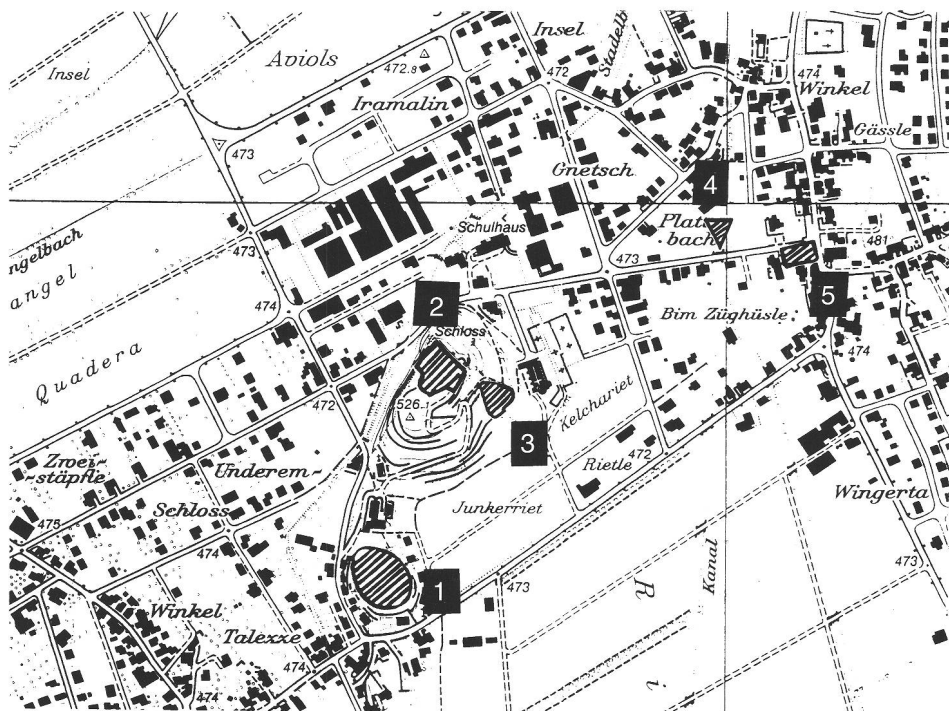 Insel
Stadelb
474
Aviols
472.8
Insel
472
Iramalin
Winkel
Gässle
473
Gnetsch
4
ngelbach
angel
473
Schulhaus
Plat
bach
481
473
474
2
Schloss
5
Bim Züghüsle
Quadera
474
472
526
Kelchariet
3
Zwei-
-stäpfle
Underem-
Rietle
472
Wingerta
Schloss
Junkerriet
475
474
Kanal
473
1
473
R
i
Winkel
Talexxe
474
474